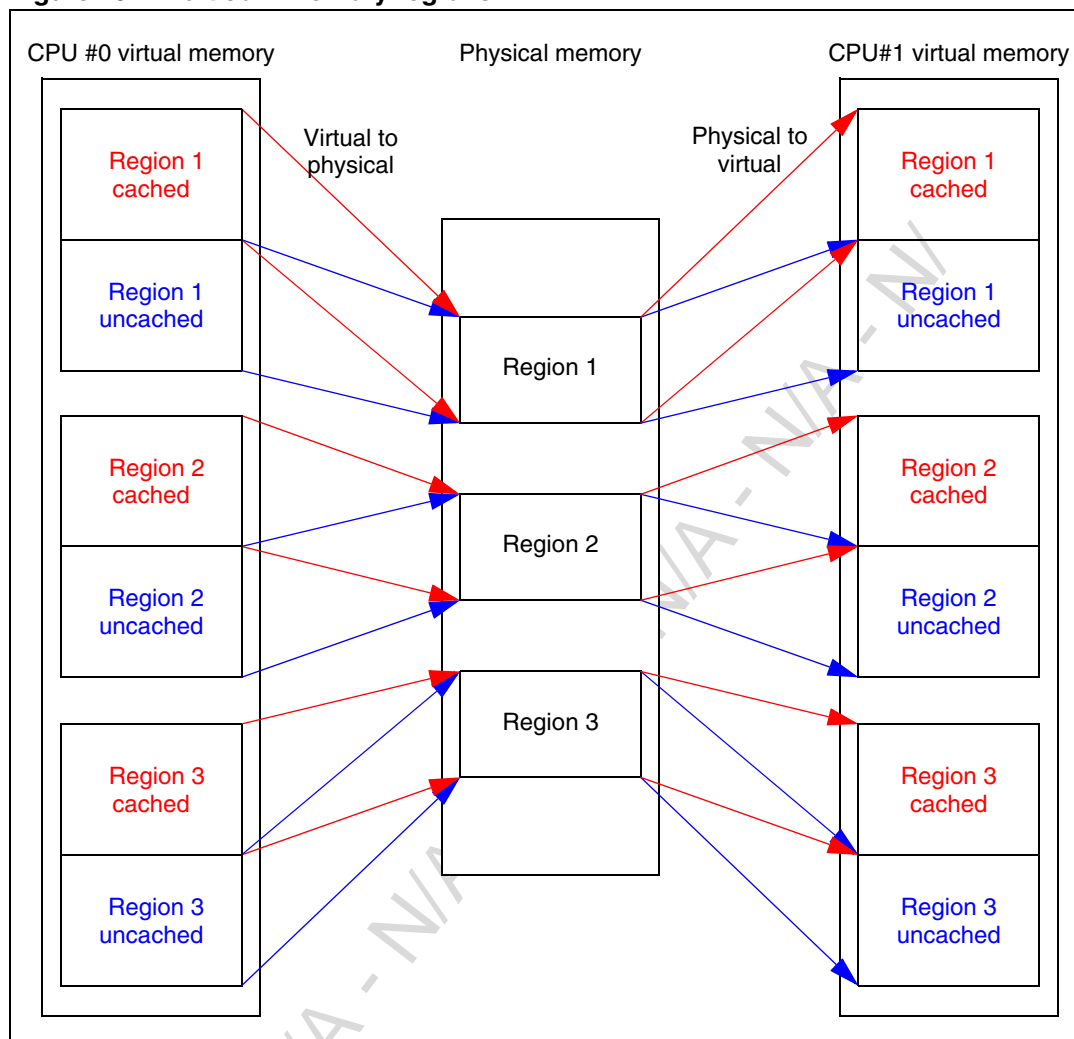 CPU #0 virtual memory
Physical memory
CPU#1 virtual memory
Virtual to
physical
Physical to
virtual
Region 1
cached
Region 1
uncached
Region 2
cached
Region 2
uncached
Region 3
cached
Region 3
uncached
Region 1
Region 2
Region 3
Region 1
cached
Region 1
uncached
Region 2
cached
Region 2
uncached
Region 3
cached
Region 3
uncached
N/A - N/A - N/
N/A - N/A